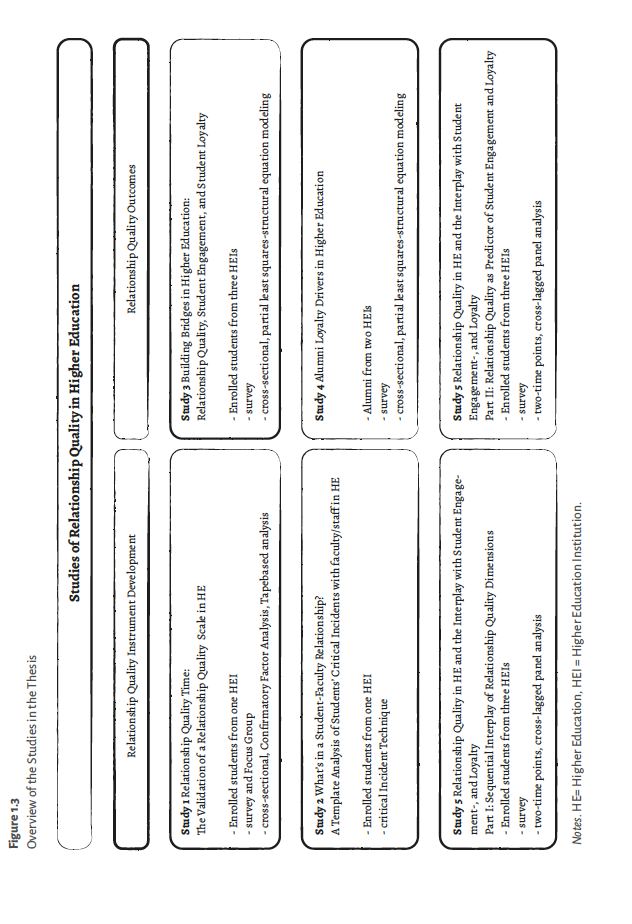 Figure 1.3
Overview of the Studies in the Thesis
Studies of Relationship Quality in Higher Education
Relationship Quality Instrument Development
Relationship Quality Outcomes
Study 1 Relationship Quality Time:
The Validation of a Relationship Quality Scale in HE
- Enrolled students from one HEI
- survey and Focus Group
- cross-sectional, Confirmatory Factor Analysis, Tapebased analysis
Study 3 Building Bridges in Higher Education:
Relationship Quality, Student Engagement, and Student Loyalty
- Enrolled students from three HEIs
- survey
- cross-sectional, partial least squares-structural equation modeling
Study 2 What's in a Student-Faculty Relationship?
A Template Analysis of Students' Critical Incidents with faculty/staff in HE
- Enrolled students from one HEI
- critical Incident Technique
Study 4 Alumni Loyalty Drivers in Higher Education
- Alumni from two HEIs
- survey
- cross-sectional, partial least squares-structural equation modeling
Study 5 Relationship Quality in HE and the Interplay with Student Engage-
ment-, and Loyalty
Part I: Sequential Interplay of Relationship Quality Dimensions
- Enrolled students from three HEIs
- survey
- two-time points, cross-lagged panel analysis
Study 5 Relationship Quality in HE and the Interplay with Student
Engagement-, and Loyalty
Part II: Relationship Quality as Predictor of Student Engagement and Loyalty
- Enrolled students from three HEIs
- survey
- two-time points, cross-lagged panel analysis
Notes. HE= Higher Education, HEI = Higher Education Institution.